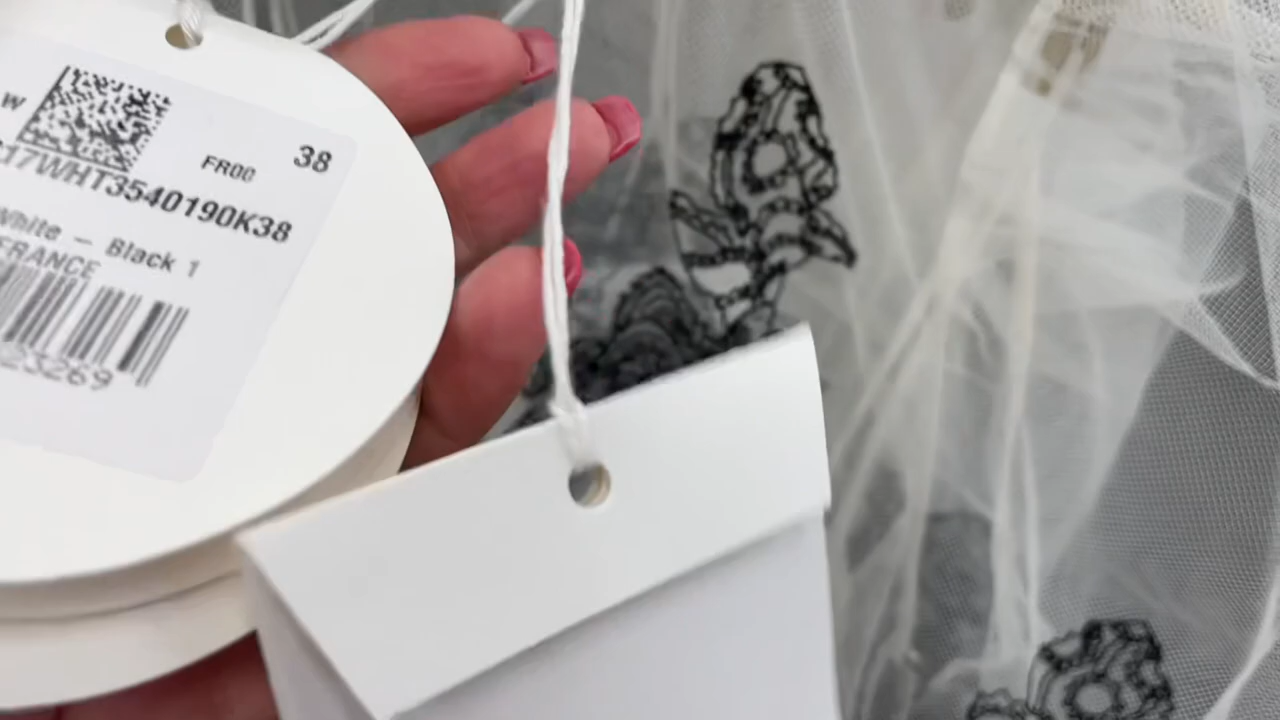 W
FR00 38
17WHT3540190K38
White – Black 1
FRANCE
23269